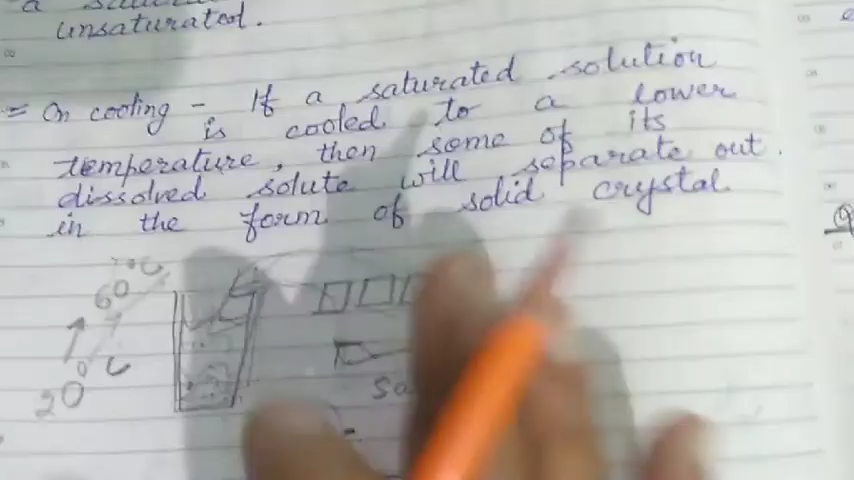 unsaturated.
= On cooling - If a saturated solution
is cooled to a lower
temperature, then some of its
dissolved solute will separate out
in the form of solid crystal.
60
20